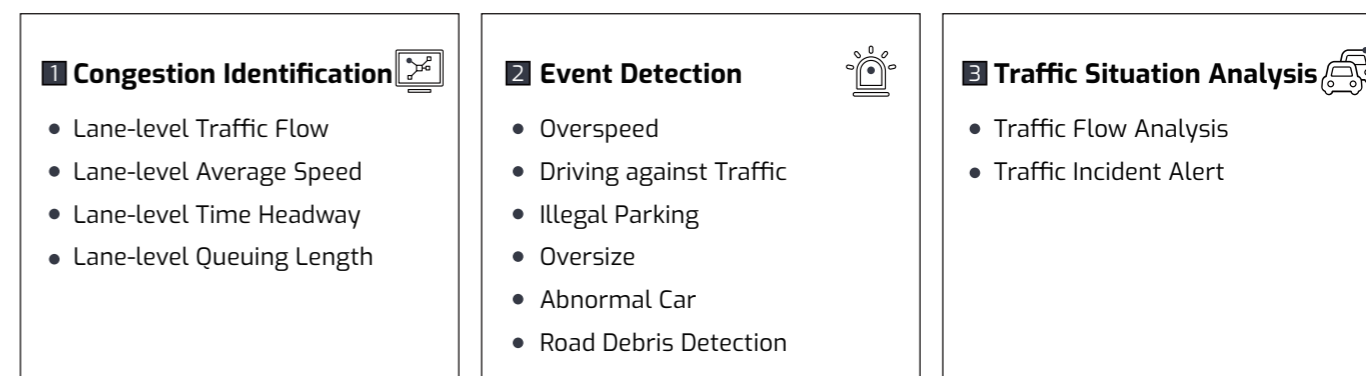 1 Congestion Identification
• Lane-level Traffic Flow
• Lane-level Average Speed
• Lane-level Time Headway
• Lane-level Queuing Length
2 Event Detection
• Overspeed
• Driving against Traffic
• Illegal Parking
• Oversize
• Abnormal Car
• Road Debris Detection
3 Traffic Situation Analysis
• Traffic Flow Analysis
• Traffic Incident Alert